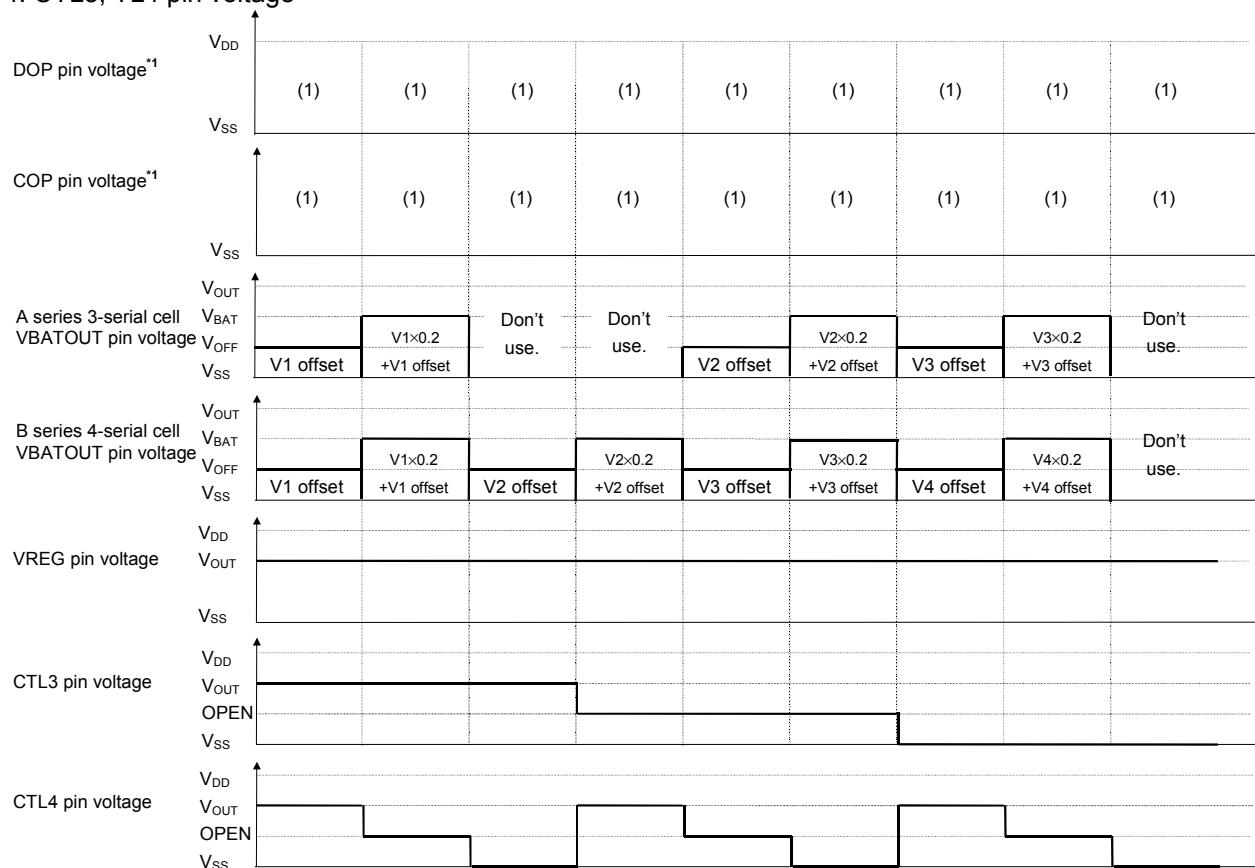 VDD
DOP pin voltage*1
(1) (1) (1) (1) (1) (1) (1) (1) (1)
VSS
COP pin voltage*1
(1) (1) (1) (1) (1) (1) (1) (1) (1)
VSS
VOUT
A series 3-serial cell VBAT Don't Don't Don't
VBATOUT pin voltage VOFF V1×0.2 use. use. V2×0.2 V3×0.2 use.
VSS V1 offset +V1 offset V2 offset +V2 offset V3 offset +V3 offset
VOUT
B series 4-serial cell VBAT Don't
VBATOUT pin voltage VOFF V1×0.2 V2×0.2 V3×0.2 V4×0.2 use.
VSS V1 offset +V1 offset V2 offset +V2 offset V3 offset +V3 offset V4 offset +V4 offset
VDD
VREG pin voltage VOUT
VSS
VDD
CTL3 pin voltage VOUT
OPEN
VSS
VDD
CTL4 pin voltage VOUT
OPEN
VSS